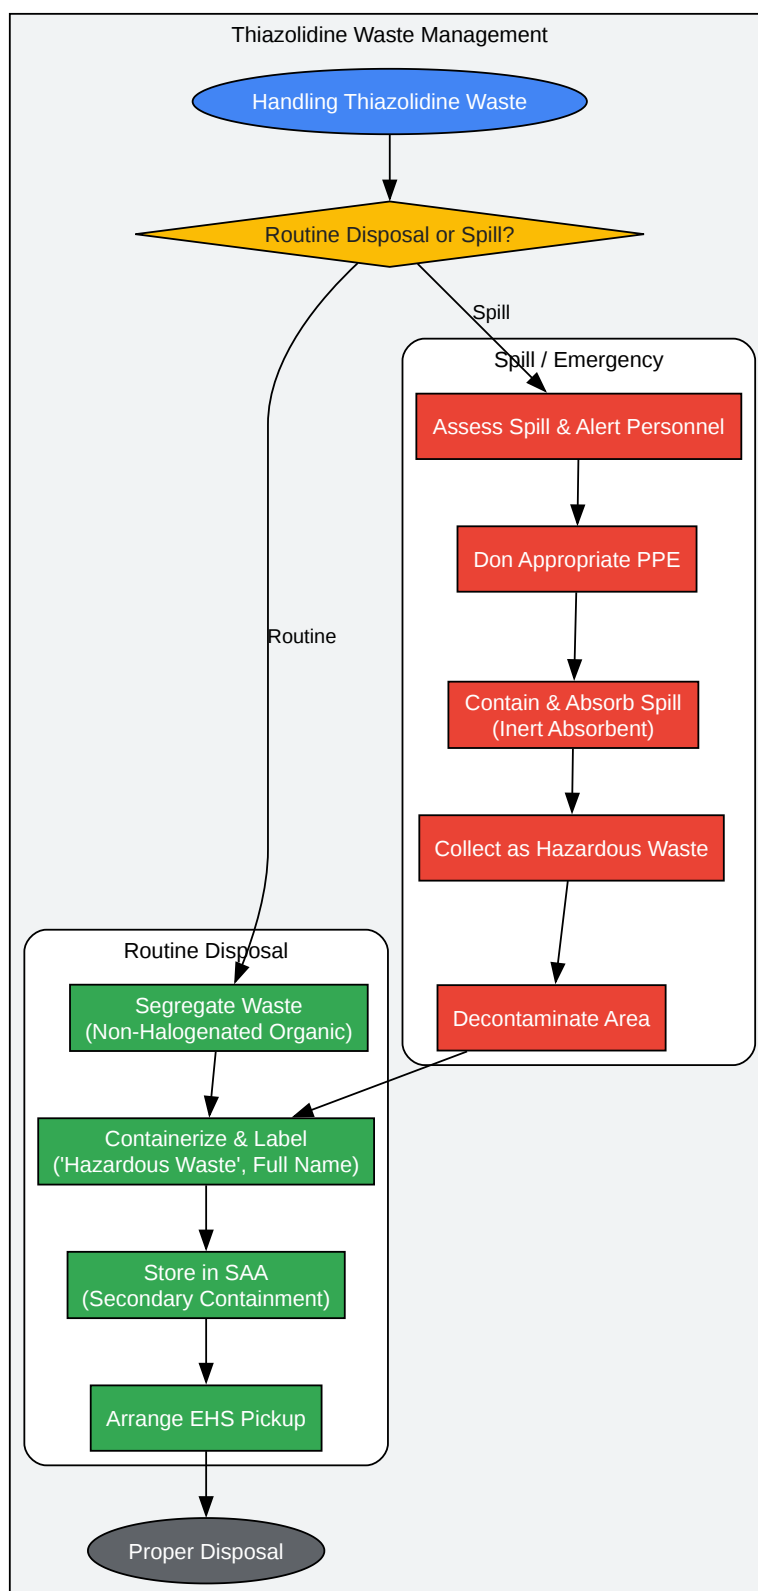 Thiazolidine Waste Management
Handling Thiazolidine Waste
Routine Disposal or Spill?
Spill
Spill / Emergency
Assess Spill & Alert Personnel
Don Appropriate PPE
Routine
Contain & Absorb Spill
(Inert Absorbent)
Collect as Hazardous Waste
Routine Disposal
Segregate Waste
(Non-Halogenated Organic)
Decontaminate Area
Containerize & Label
('Hazardous Waste', Full Name)
Store in SAA
(Secondary Containment)
Arrange EHS Pickup
Proper Disposal